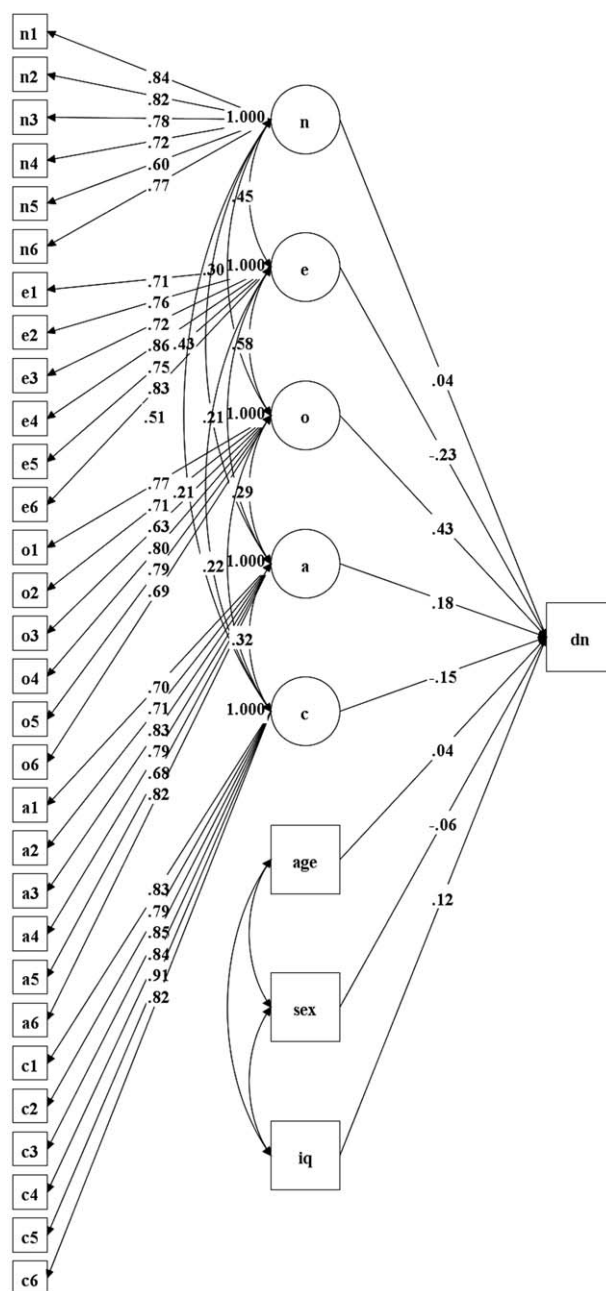 n1
n2
n3
n4
n5
n6
e1
e2
e3
e4
e5
e6
o1
o2
o3
o4
o5
o6
a1
a2
a3
a4
a5
a6
c1
c2
c3
c4
c5
c6
.84
.82
.78
.72
.60
.77
.71
.76
.72
.86
.75
.83
.77
.71
.63
.80
.79
.69
.70
.71
.83
.79
.68
.82
.83
.79
.85
.84
.91
.82
1.000
1.000
1.000
1.000
1.000
.45
.30
.43
.58
.51
.21
.21
.29
.22
.32
n
e
o
a
c
age
sex
iq
.04
-.23
.43
.18
-.15
.04
-.06
.12
dn